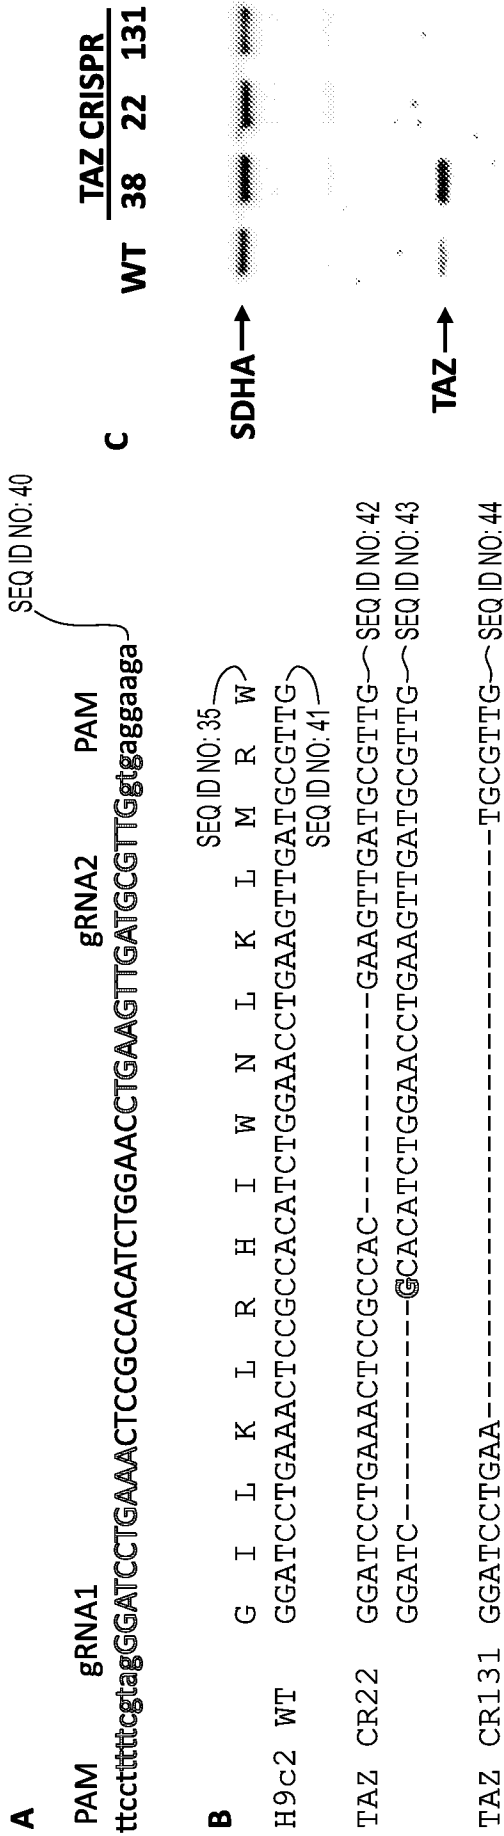 A
PAM gRNA1 gRNA2 PAM
ttcctttttcgtagGGATCCTGAAACTCCGCCACATCTGGAACCTGAAGTTGATGCGTTGgtgaggaaga
SEQ ID NO: 40
B
SEQ ID NO: 35
G I L K L R H I W N L K L M R W
H9c2 WT GGATCCTGAAACTCCGCCACATCTGGAACCTGAAGTTGATGCGTTG
SEQ ID NO: 41
TAZ CR22 GGATCCTGAAACTCCGCCAC-----------GAAGTTGATGCGTTG SEQ ID NO: 42
GGATC-----------GCACATCTGGAACCTGAAGTTGATGCGTTG SEQ ID NO: 43
TAZ CR131 GGATCCTGAA-----------------------------TGCGTTG SEQ ID NO: 44
C
TAZ CRISPR
WT 38 22 131
SDHA
TAZ